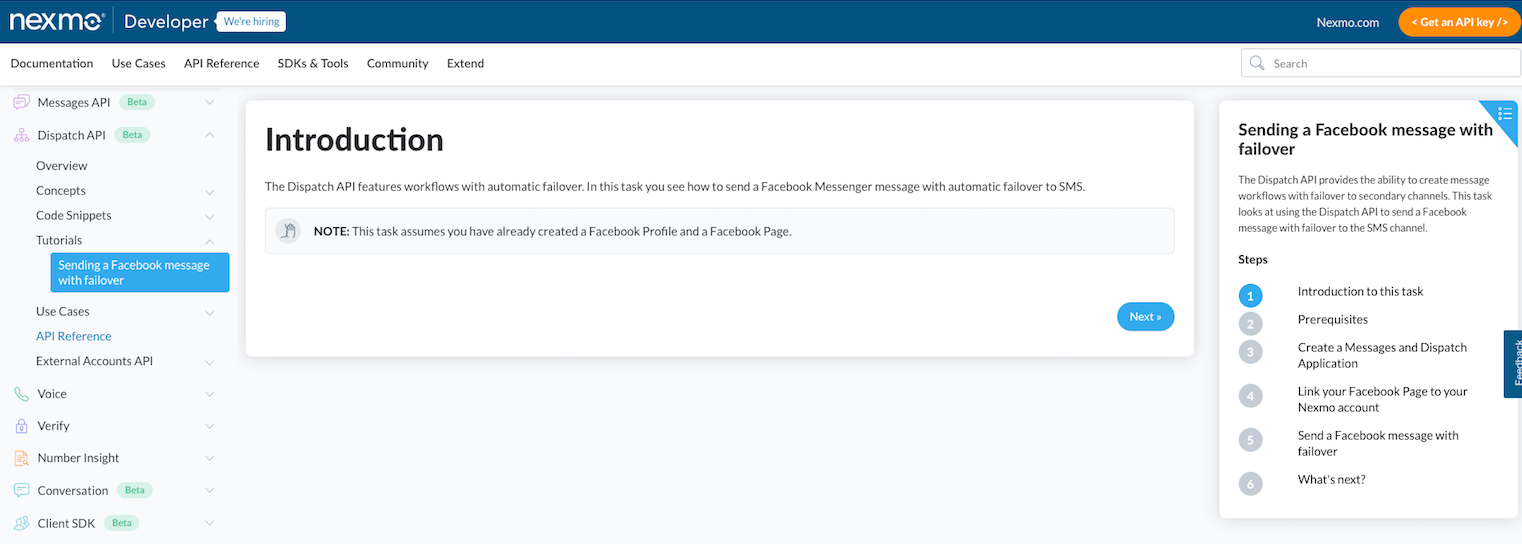 nexmo Developer We're hiring Nexmo.com < Get an API key />
Documentation Use Cases API Reference SDKs & Tools Community Extend Search
Messages API Beta
Dispatch API Beta
Overview
Concepts
Code Snippets
Tutorials
Sending a Facebook message
with failover
Use Cases
API Reference
External Accounts API
Voice
Verify
Number Insight
Conversation Beta
Client SDK Beta
Introduction
The Dispatch API features workflows with automatic failover. In this task you see how to send a Facebook Messenger message with automatic failover to SMS.
NOTE: This task assumes you have already created a Facebook Profile and a Facebook Page.
Next »
Sending a Facebook message with
failover
The Dispatch API provides the ability to create message
workflows with failover to secondary channels. This task
looks at using the Dispatch API to send a Facebook
message with failover to the SMS channel.
Steps
1 Introduction to this task
2 Prerequisites
3 Create a Messages and Dispatch
Application
4 Link your Facebook Page to your
Nexmo account
5 Send a Facebook message with
failover
6 What's next?
Feedback